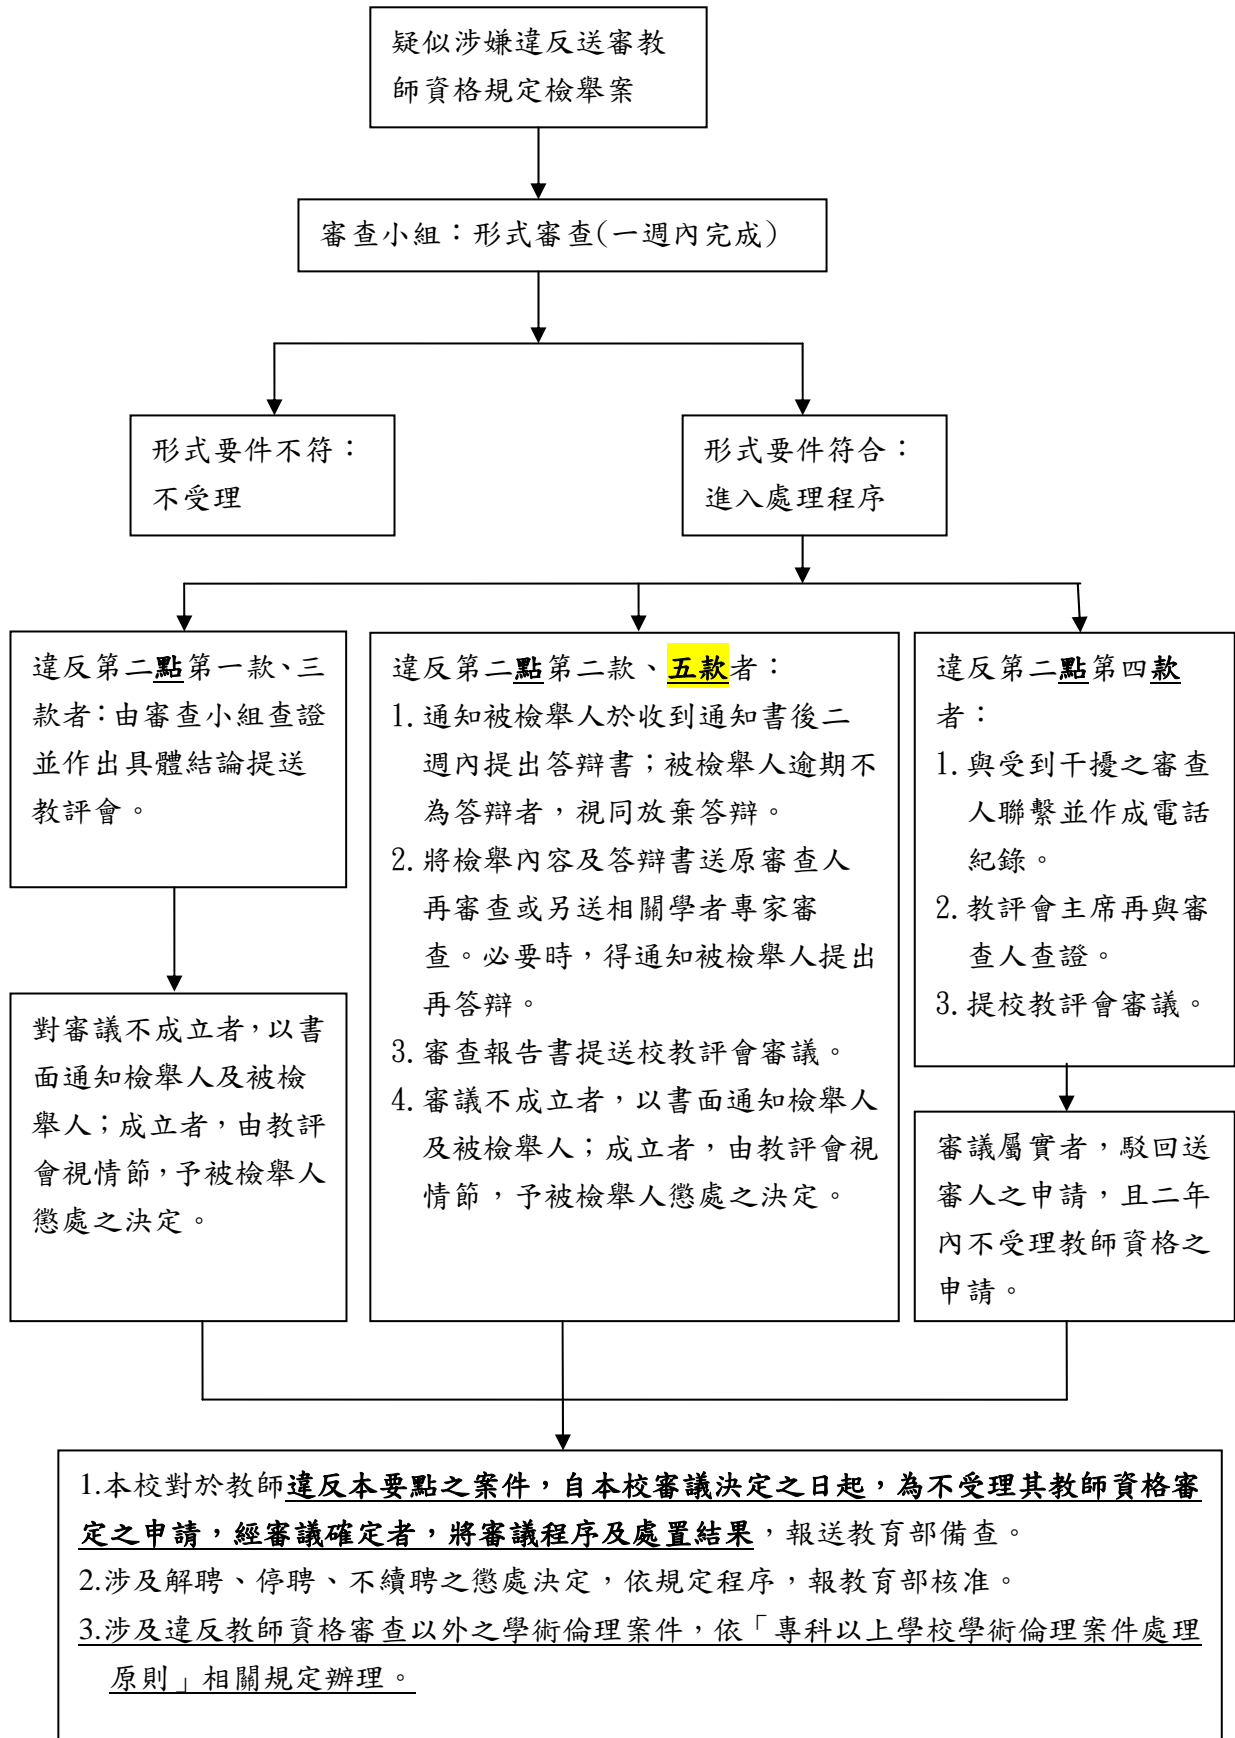 疑似涉嫌違反送審教
師資格規定檢舉案
審查小組：形式審查(一週內完成)
形式要件不符：
不受理
形式要件符合：
進入處理程序
違反第二點第一款、三
款者：由審查小組查證
並作出具體結論提送
教評會。
對審議不成立者，以書
面通知檢舉人及被檢
舉人；成立者，由教評
會視情節，予被檢舉人
懲處之決定。
違反第二點第二款、五款者：
1. 通知被檢舉人於收到通知書後二
週內提出答辯書；被檢舉人逾期不
為答辯者，視同放棄答辯。
2. 將檢舉內容及答辯書送原審查人
再審查或另送相關學者專家審
查。必要時，得通知被檢舉人提出
再答辯。
3. 審查報告書提送校教評會審議。
4. 審議不成立者，以書面通知檢舉人
及被檢舉人；成立者，由教評會視
情節，予被檢舉人懲處之決定。
違反第二點第四款
者：
1. 與受到干擾之審查
人聯繫並作成電話
紀錄。
2. 教評會主席再與審
查人查證。
3. 提校教評會審議。
審議屬實者，駁回送
審人之申請，且二年
內不受理教師資格之
申請。
1.本校對於教師違反本要點之案件，自本校審議決定之日起，為不受理其教師資格審
定之申請，經審議確定者，將審議程序及處置結果，報送教育部備查。
2.涉及解聘、停聘、不續聘之懲處決定，依規定程序，報教育部核准。
3.涉及違反教師資格審查以外之學術倫理案件，依「專科以上學校學術倫理案件處理
原則」相關規定辦理。